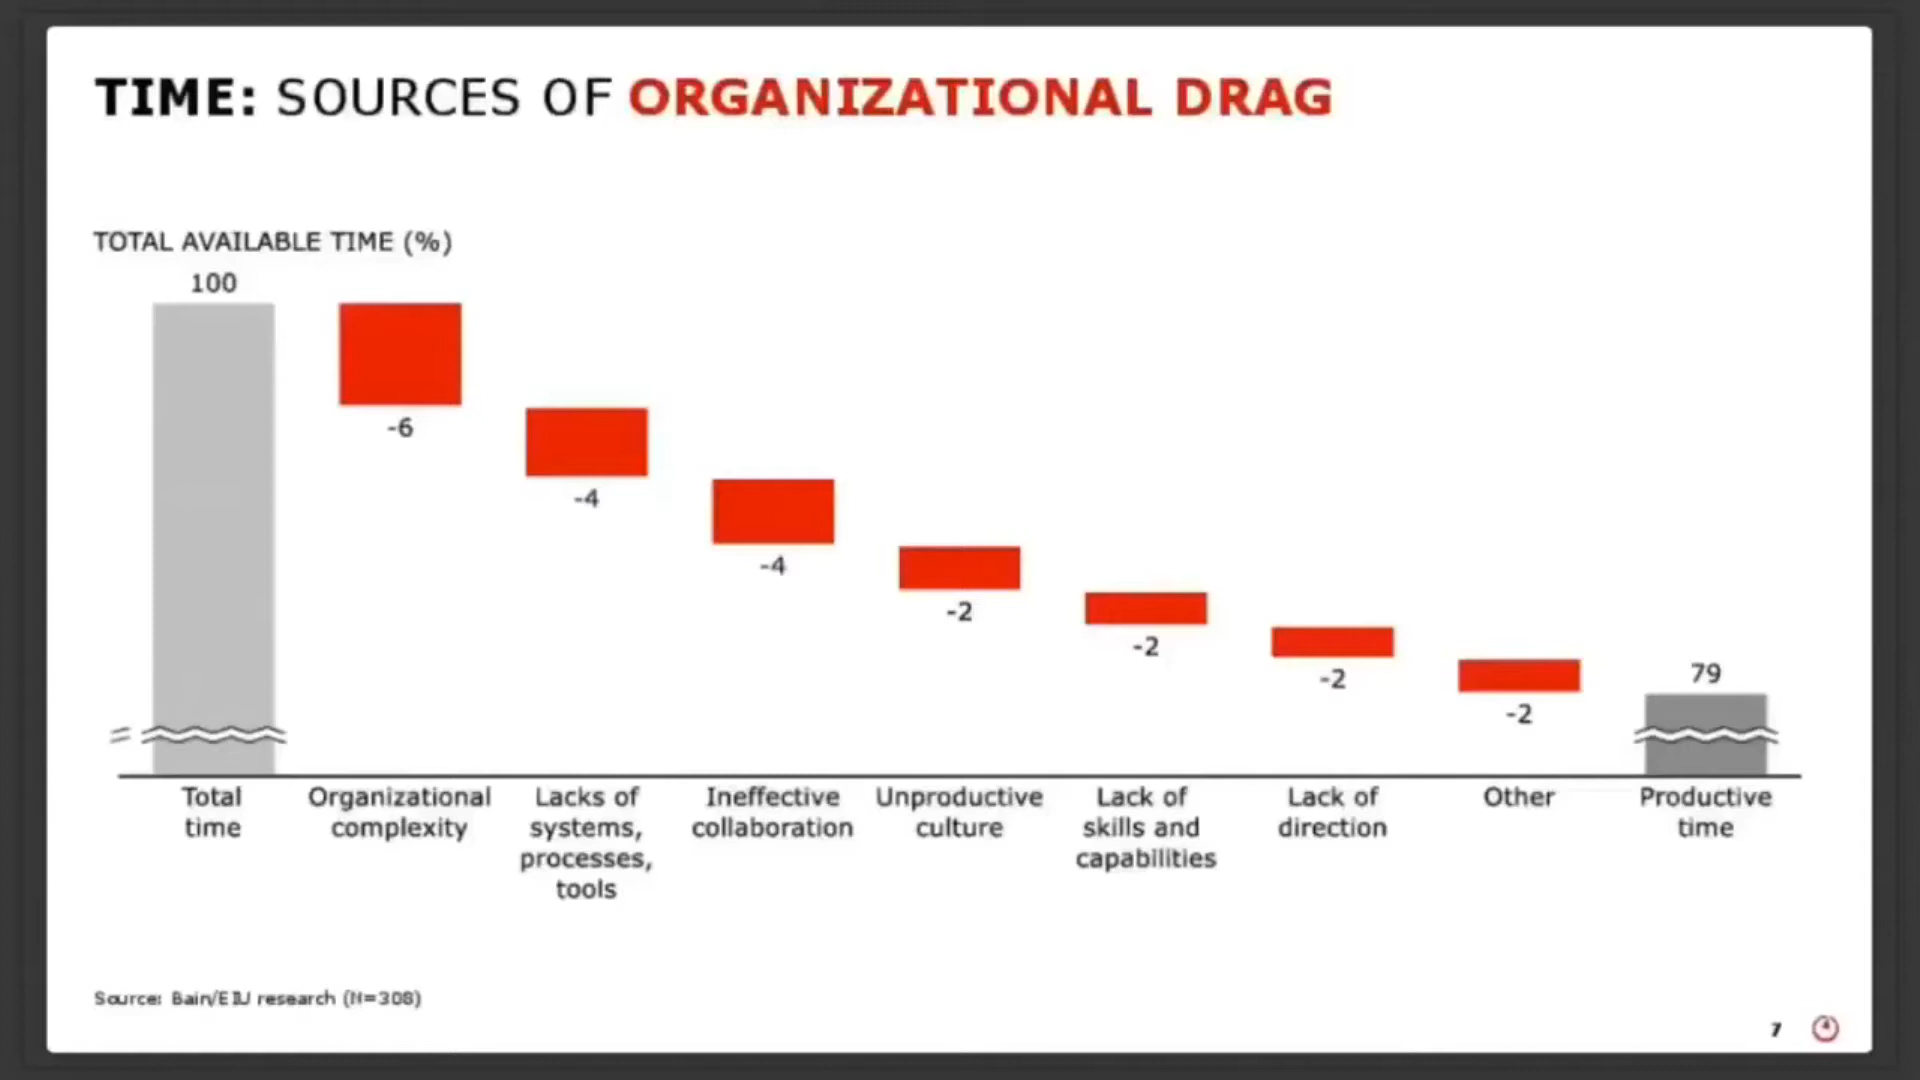 TIME: SOURCES OF ORGANIZATIONAL DRAG
TOTAL AVAILABLE TIME (%)
100
-6
-4
-4
-2
-2
-2
-2
79
Total
time
Organizational
complexity
Lacks of
systems,
processes,
tools
Ineffective
collaboration
Unproductive
culture
Lack of
skills and
capabilities
Lack of
direction
Other
Productive
time
Source: Bain/EIU research (N=308)
7